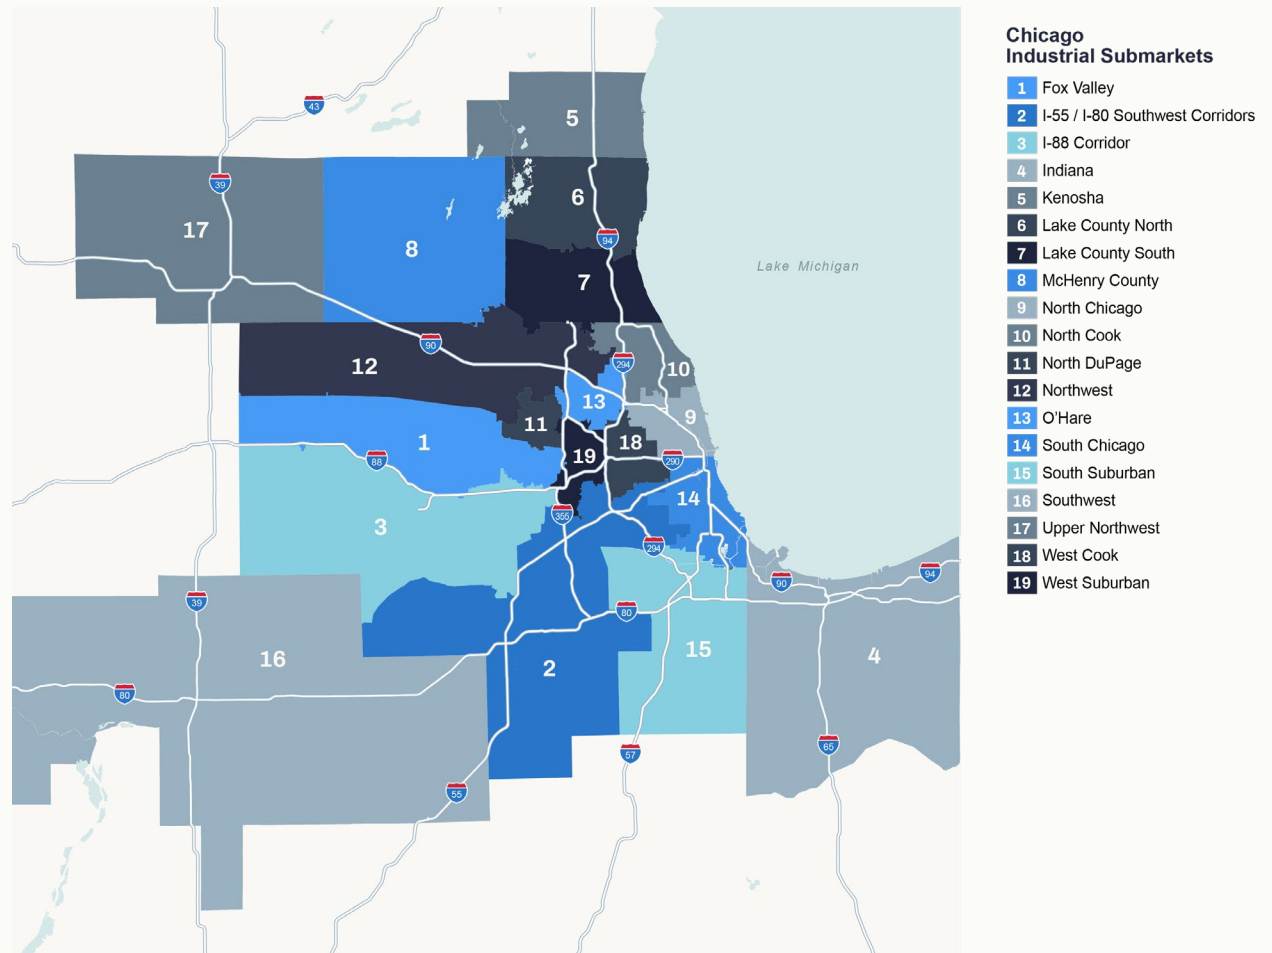 Chicago
Industrial Submarkets
1 Fox Valley
2 I-55 / I-80 Southwest Corridors
3 I-88 Corridor
4 Indiana
5 Kenosha
6 Lake County North
7 Lake County South
8 McHenry County
9 North Chicago
10 North Cook
11 North DuPage
12 Northwest
13 O'Hare
14 South Chicago
15 South Suburban
16 Southwest
17 Upper Northwest
18 West Cook
19 West Suburban
43
5
39
6
17
8
94
Lake Michigan
7
90
294
12
10
13
9
11
1
18
19
88
290
14
355
3
294
90
94
39
80
15
4
16
2
80
65
57
55